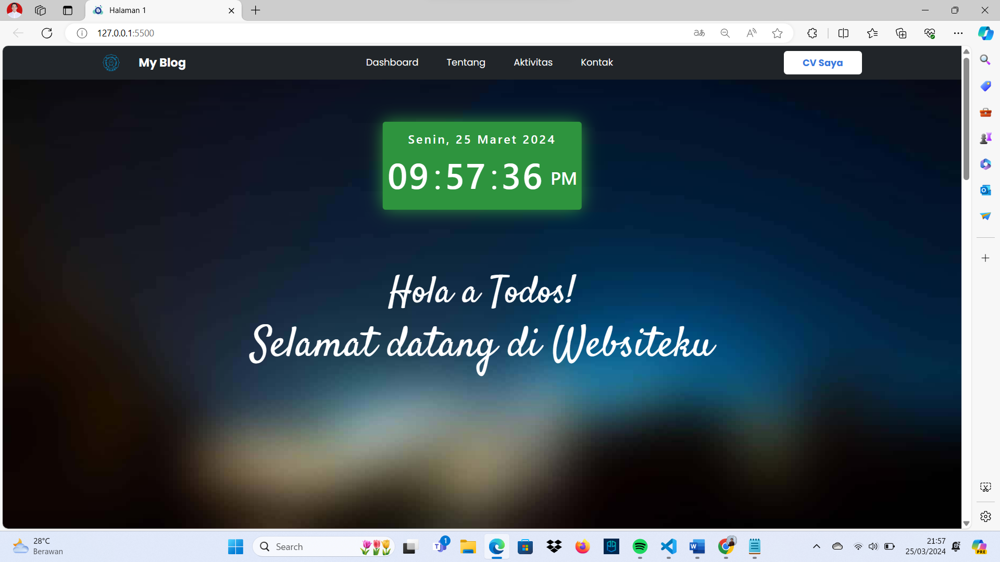 Halaman 1
127.0.0.1:5500
My Blog
Dashboard
Tentang
Aktivitas
Kontak
CV Saya
Senin, 25 Maret 2024
09:57:36 PM
Hola a Todos!
Selamat datang di Websiteku
28°C
Berawan
Search
1
21:57
25/03/2024
PRE